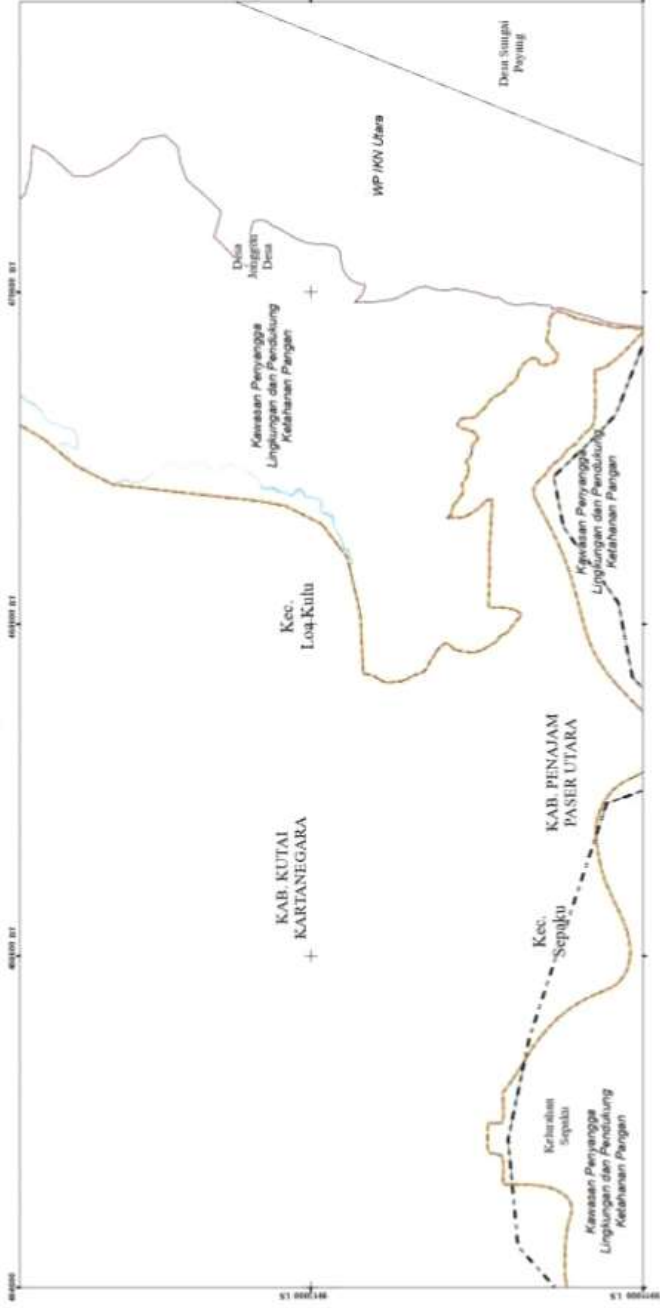 Desa Sungai
Payang
WP IKN Utara
Desa
Jonggon
Desa
Kawasan Penyangga
Lingkungan dan Pendukung
Ketahanan Pangan
Kawasan Penyangga
Lingkungan dan Pendukung
Ketahanan Pangan
Kec.
Loa Kulu
KAB. PENAJAM
PASER UTARA
KAB. KUTAI
KARTANEGARA
Kec.
Sepaku
Kelurahan
Sepaku
Kawasan Penyangga
Lingkungan dan Pendukung
Ketahanan Pangan